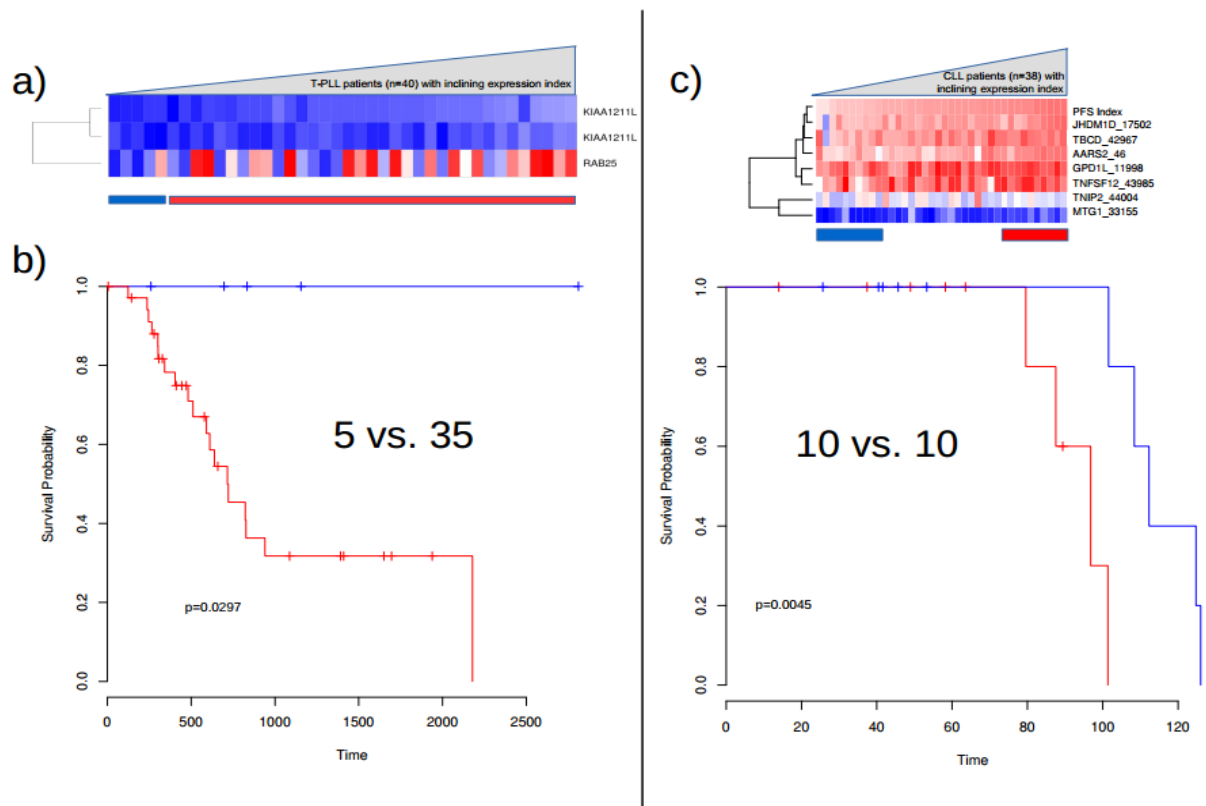 a)
T-PLL patients (n=40) with inclining expression index
KIAA1211L
KIAA1211L
RAB25
b)
1.0
0.8
0.6
0.4
0.2
0.0
Survival Probability
5 vs. 35
p=0.0297
0
500
1000
1500
2000
2500
Time
c)
CLL patients (n=38) with
inclining expression index
PFS Index
JHDM1D_17502
TBCD_42967
AARS2_46
GPD1L_11998
TNFSF12_43985
TNIP2_44004
MTG1_33155
1.0
0.8
0.6
0.4
0.2
0.0
Survival Probability
10 vs. 10
p=0.0045
0
20
40
60
80
100
120
Time